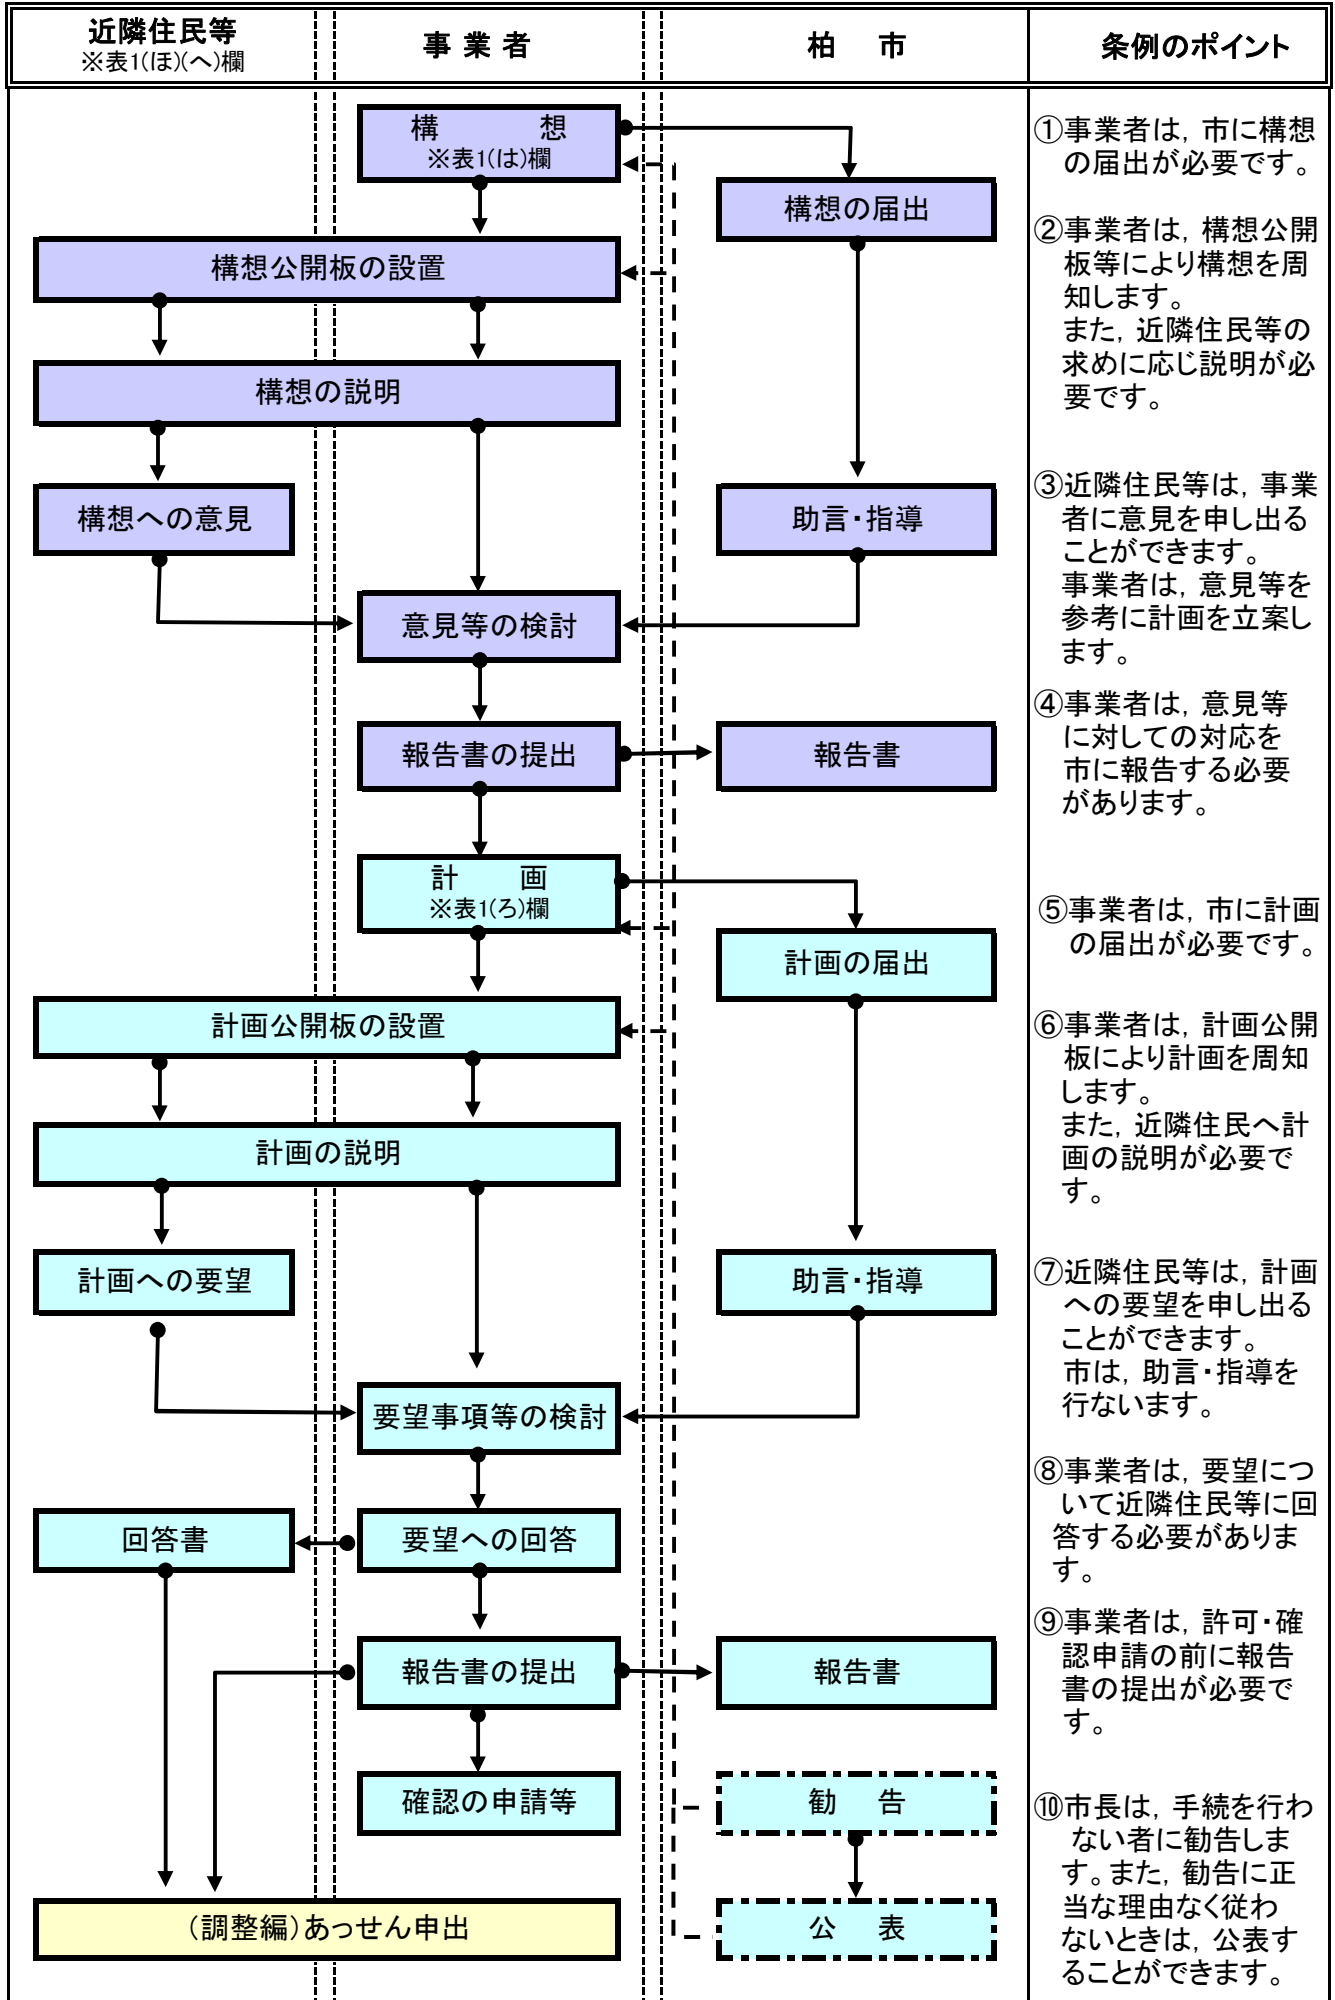 近隣住民等
※表1(ほ)(へ)欄
事 業 者
柏　市
条例のポイント
構　想
※表1(は)欄
構想の届出
構想公開板の設置
構想の説明
構想への意見
助言・指導
意見等の検討
報告書の提出
報告書
計　画
※表1(ろ)欄
計画の届出
計画公開板の設置
計画の説明
計画への要望
助言・指導
要望事項等の検討
回答書
要望への回答
報告書の提出
報告書
確認の申請等
勧　告
(調整編)あっせん申出
公　表
①事業者は，市に構想
の届出が必要です。
②事業者は，構想公開
板等により構想を周
知します。
また，近隣住民等の
求めに応じ説明が必
要です。
③近隣住民等は，事業
者に意見を申し出る
ことができます。
事業者は，意見等を
参考に計画を立案し
ます。
④事業者は，意見等
に対しての対応を
市に報告する必要
があります。
⑤事業者は，市に計画
の届出が必要です。
⑥事業者は，計画公開
板により計画を周知
します。
また，近隣住民へ計
画の説明が必要で
す。
⑦近隣住民等は，計画
への要望を申し出る
ことができます。
市は，助言・指導を
行ないます。
⑧事業者は，要望につ
いて近隣住民等に回
答する必要がありま
す。
⑨事業者は，許可・確
認申請の前に報告
書の提出が必要で
す。
⑩市長は，手続を行わ
ない者に勧告しま
す。また，勧告に正
当な理由なく従わ
ないときは，公表す
ることができます。